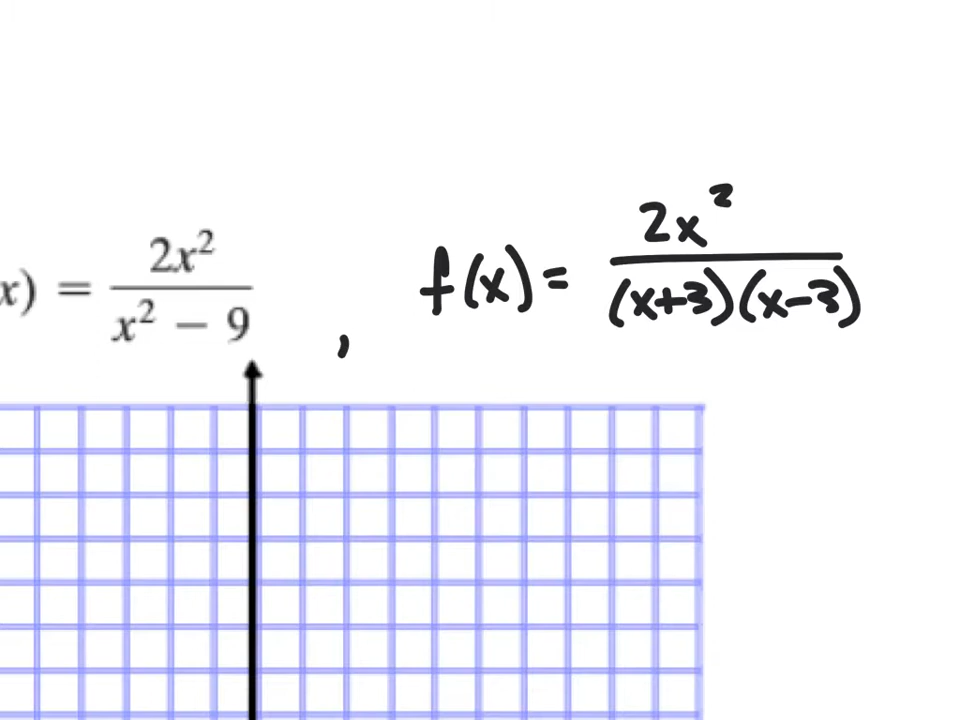 x) = 2x² / x² − 9 , f(x) = 2x² / (x+3)(x−3)